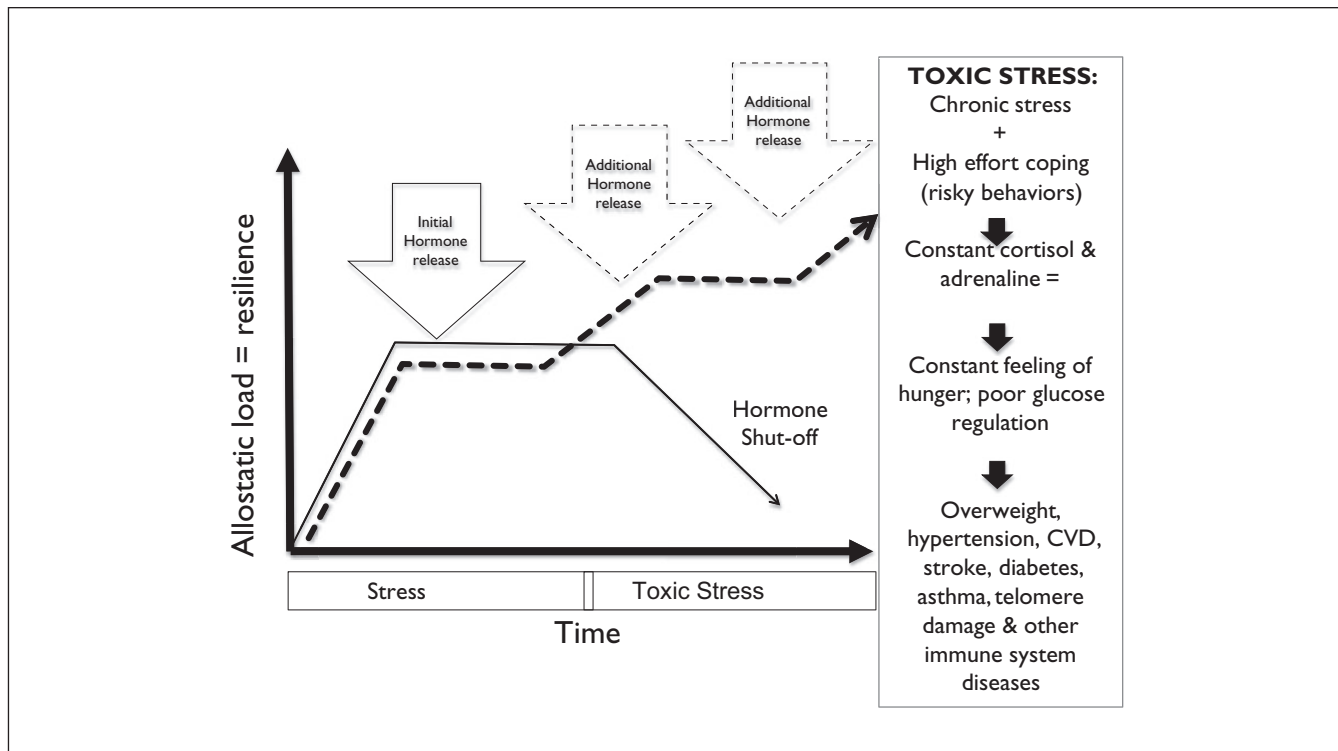 Allostatic load = resilience
Initial
Hormone
release
Additional
Hormone
release
Additional
Hormone
release
Hormone
Shut-off
Stress
Toxic Stress
Time
TOXIC STRESS:
Chronic stress
+
High effort coping
(risky behaviors)
Constant cortisol &
adrenaline =
Constant feeling of
hunger; poor glucose
regulation
Overweight,
hypertension, CVD,
stroke, diabetes,
asthma, telomere
damage & other
immune system
diseases